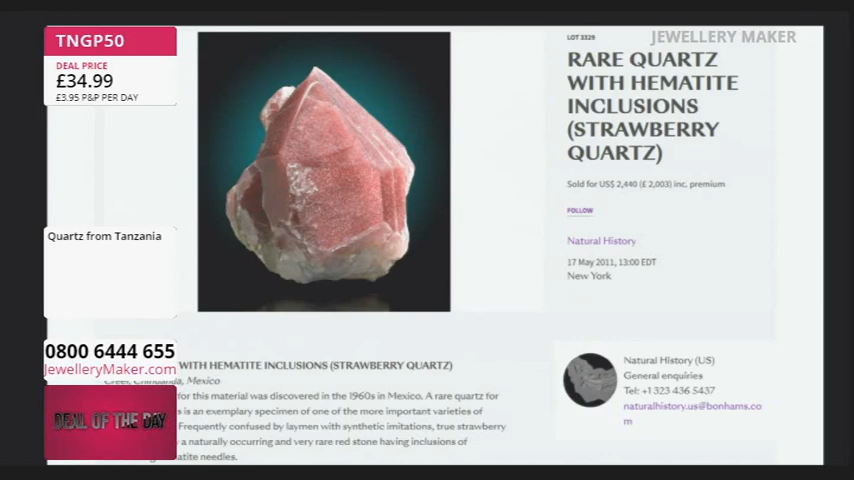 TNGP50
DEAL PRICE
£34.99
£3.95 P&P PER DAY
Quartz from Tanzania
0800 6444 655
JewelleryMaker.com
DEAL OF THE DAY
JEWELLERY MAKER
LOT 3329
RARE QUARTZ
WITH HEMATITE
INCLUSIONS
(STRAWBERRY
QUARTZ)
Sold for US$ 2,440 (£ 2,003) inc. premium
FOLLOW
Natural History
17 May 2011, 13:00 EDT
New York
WITH HEMATITE INCLUSIONS (STRAWBERRY QUARTZ)
Mexico
for this material was discovered in the 1960s in Mexico. A rare quartz for
s is an exemplary specimen of one of the more important varieties of
Frequently confused by laymen with synthetic imitations, true strawberry
y a naturally occurring and very rare red stone having inclusions of
atite needles.
Natural History (US)
General enquiries
Tel: +1 323 436 5437
naturalhistory.us@bonhams.co
m